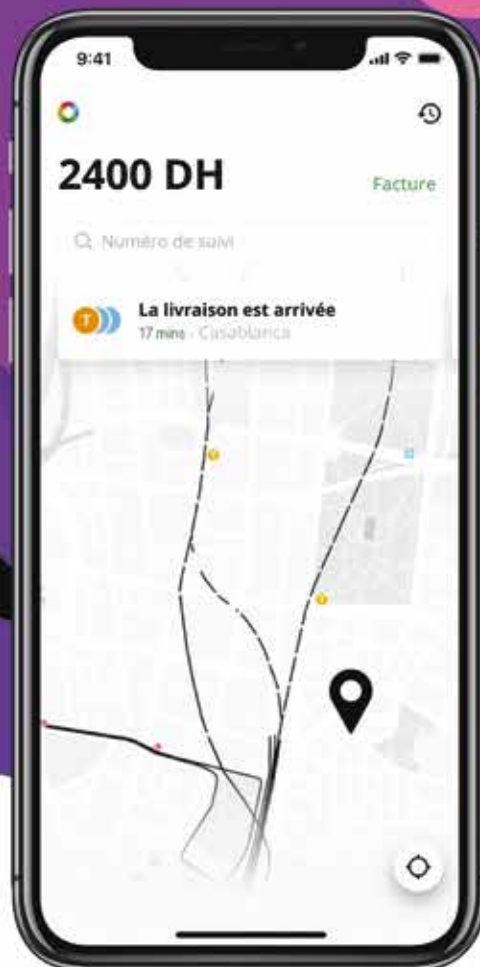 9:41
2400 DH
Facture
Numéro de suivi
La livraison est arrivée
17 mins - Casablanca